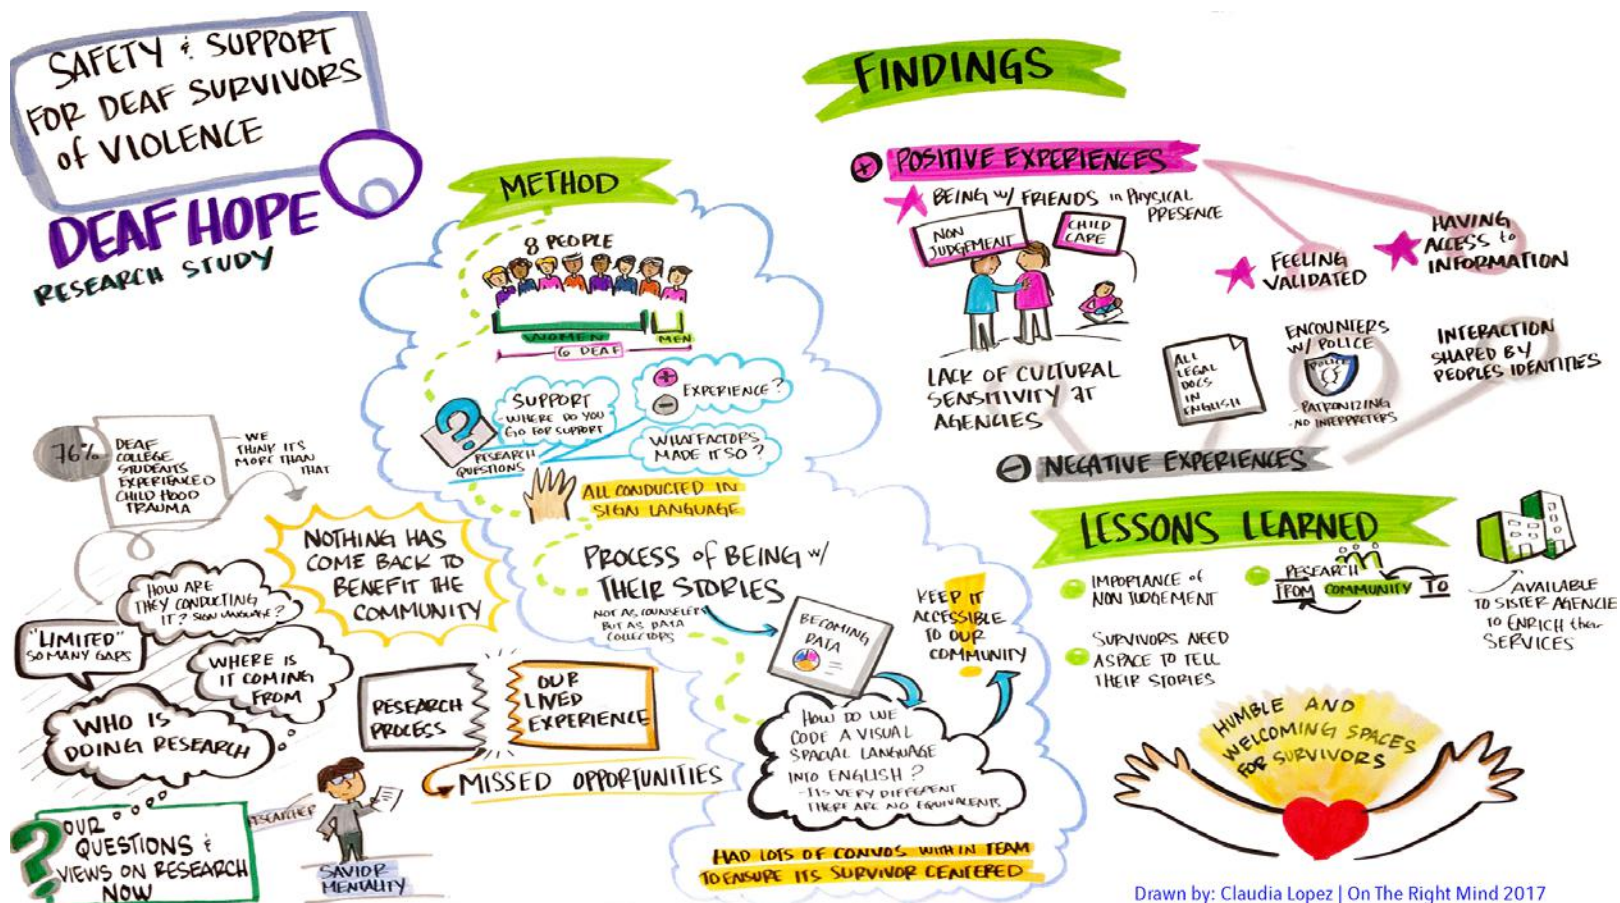 SAFETY & SUPPORT
FOR DEAF SURVIVORS
of VIOLENCE
DEAF HOPE
RESEARCH STUDY
76%
DEAF
COLLEGE
STUDENTS
EXPERIENCED
CHILD HOOD
TRAUMA
WE
THINK IT'S
MORE THAN
THAT
NOTHING HAS
COME BACK TO
BENEFIT THE
COMMUNITY
HOW ARE
THEY CONDUCTING
IT? SIGN LANGUAGE?
"LIMITED"
SO MANY GAPS
WHERE IS
IT COMING
FROM
WHO IS
DOING RESEARCH
OUR
QUESTIONS &
VIEWS ON RESEARCH
NOW
RESEARCHER
SAVIOR
MENTALITY
RESEARCH
PROCESS
OUR
LIVED
EXPERIENCE
MISSED OPPORTUNITIES
METHOD
8 PEOPLE
WOMEN
MEN
6 DEAF
RESEARCH
QUESTIONS
SUPPORT
- WHERE DO YOU
GO FOR SUPPORT
+
-
EXPERIENCE?
WHAT FACTORS
MADE IT SO?
ALL CONDUCTED IN
SIGN LANGUAGE
PROCESS of BEING w/
THEIR STORIES
NOT AS COUNSELERS
BUT AS DATA
COLLECTORS
BECOMING
DATA
KEEP IT
ACCESSIBLE
TO OUR
COMMUNITY
HOW DO WE
CODE A VISUAL
SPACIAL LANGUAGE
INTO ENGLISH?
- ITS VERY DIFFERENT
THERE ARE NO EQUIVALENTS
HAD LOTS OF CONVOS WITHIN TEAM
TO ENSURE ITS SURVIVOR CENTERED
FINDINGS
+ POSITIVE EXPERIENCES
BEING w/ FRIENDS in PHYSICAL
PRESENCE
NON
JUDGEMENT
CHILD
CARE
FEELING
VALIDATED
HAVING
ACCESS to
INFORMATION
LACK OF CULTURAL
SENSITIVITY AT
AGENCIES
ALL
LEGAL
DOCS
IN
ENGLISH
ENCOUNTERS
W/ POLICE
POLICE
- PATRONIZING
- NO INTERPRETERS
INTERACTION
SHAPED BY
PEOPLES IDENTITIES
- NEGATIVE EXPERIENCES
LESSONS LEARNED
IMPORTANCE of
NON JUDGEMENT
SURVIVORS NEED
A SPACE TO TELL
THEIR STORIES
RESEARCH
FROM COMMUNITY TO
AVAILABLE
TO SISTER AGENCIE
TO ENRICH their
SERVICES
HUMBLE AND
WELCOMING SPACES
FOR SURVIVORS
Drawn by: Claudia Lopez | On The Right Mind 2017